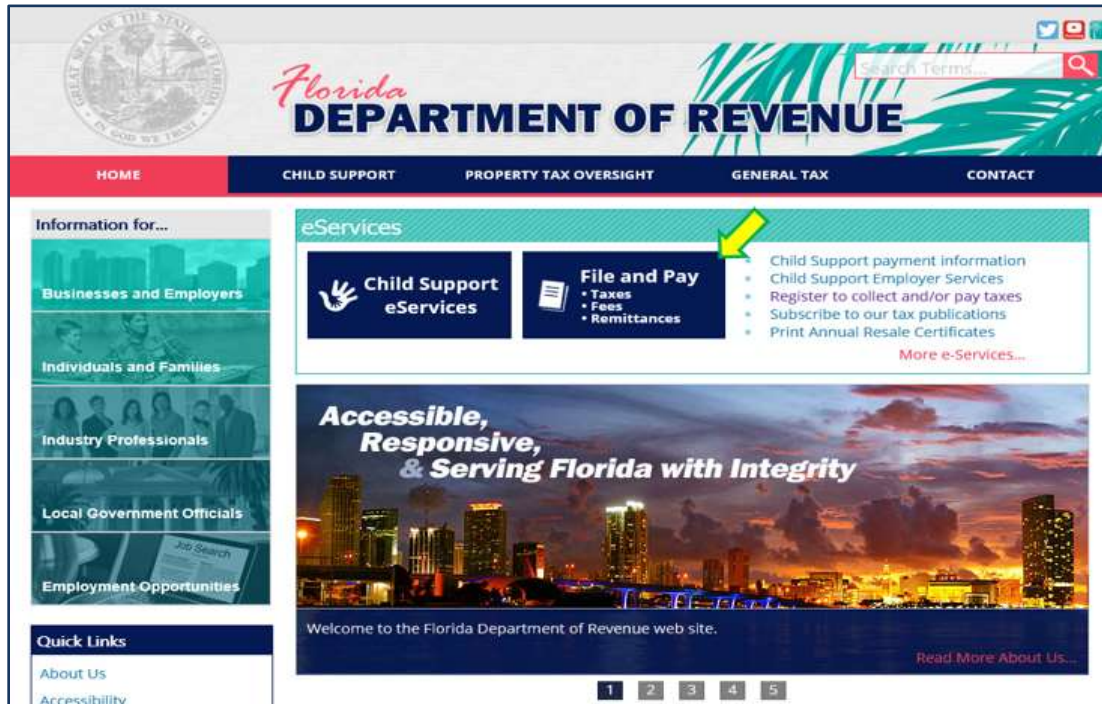 GREAT SEAL OF THE STATE OF FLORIDA
IN GOD WE TRUST
Florida
DEPARTMENT OF REVENUE
Search Terms...
HOME
CHILD SUPPORT
PROPERTY TAX OVERSIGHT
GENERAL TAX
CONTACT
Information for...
Businesses and Employers
Individuals and Families
Industry Professionals
Local Government Officials
Job Search
Employment Opportunities
Quick Links
About Us
Accessibility
eServices
Child Support
eServices
File and Pay
• Taxes
• Fees
• Remittances
• Child Support payment information
• Child Support Employer Services
• Register to collect and/or pay taxes
• Subscribe to our tax publications
• Print Annual Resale Certificates
More e-Services...
Accessible,
Responsive,
& Serving Florida with Integrity
Welcome to the Florida Department of Revenue web site.
Read More About Us...
1 2 3 4 5